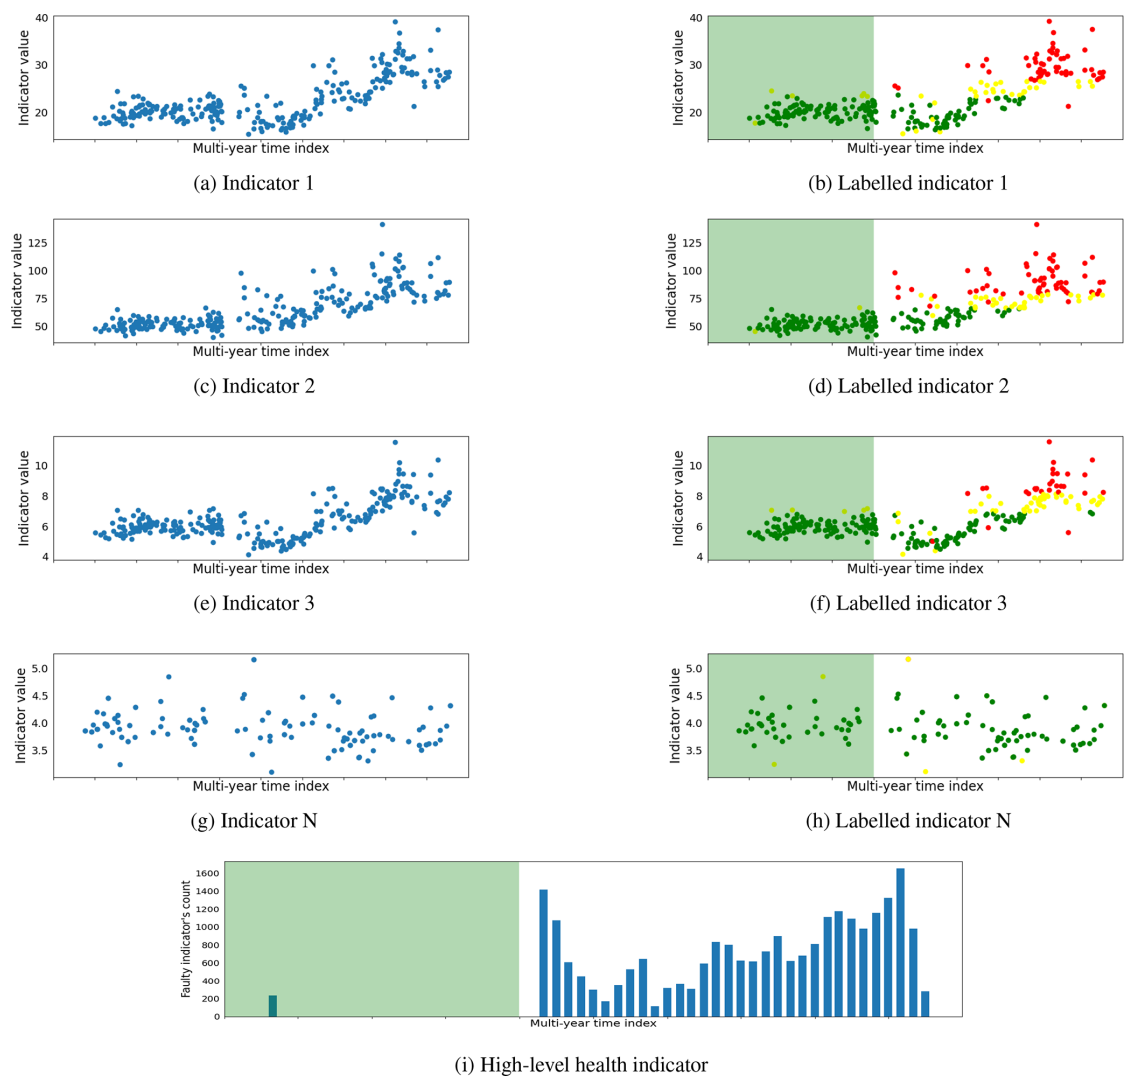 40
30
20
Indicator value
Multi-year time index
(a) Indicator 1
40
30
20
Indicator value
Multi-year time index
(b) Labelled indicator 1
125
100
75
50
Indicator value
Multi-year time index
(c) Indicator 2
125
100
75
50
Indicator value
Multi-year time index
(d) Labelled indicator 2
10
8
6
4
Indicator value
Multi-year time index
(e) Indicator 3
10
8
6
4
Indicator value
Multi-year time index
(f) Labelled indicator 3
5.0
4.5
4.0
3.5
Indicator value
Multi-year time index
(g) Indicator N
5.0
4.5
4.0
3.5
Indicator value
Multi-year time index
(h) Labelled indicator N
1600
1400
1200
1000
800
600
400
200
0
Faulty indicator's count
Multi-year time index
(i) High-level health indicator